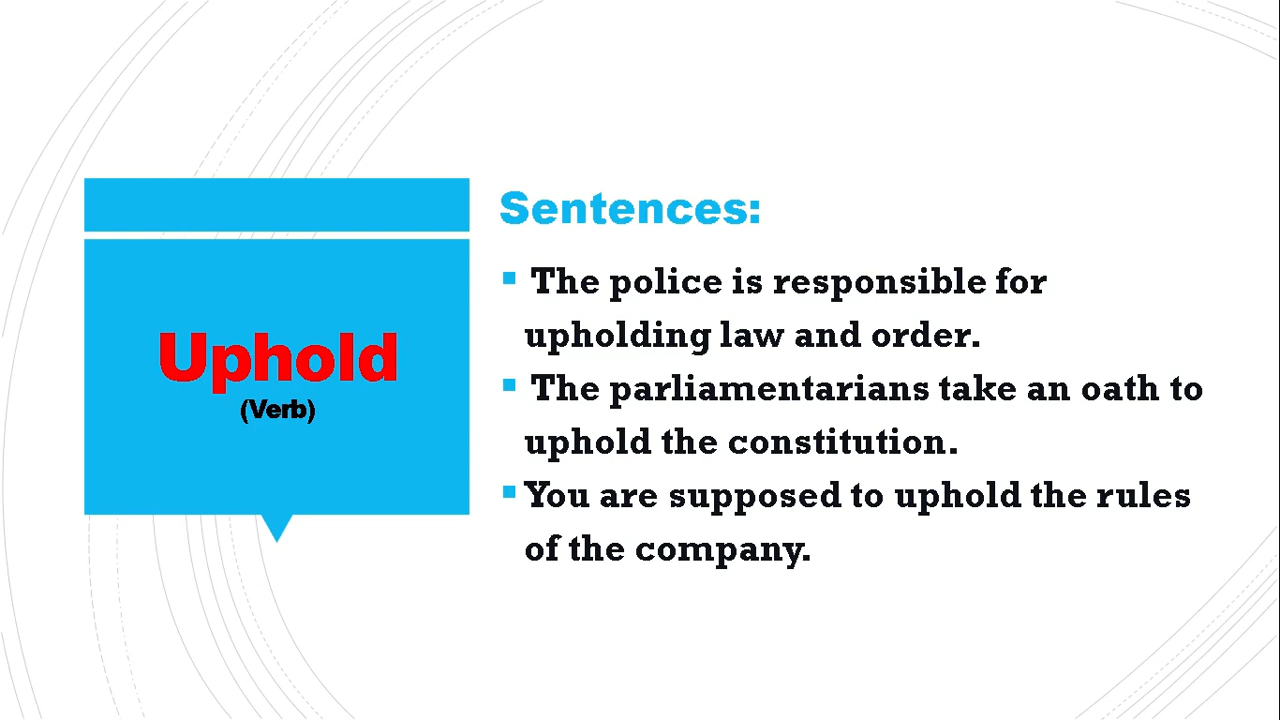 Uphold
(Verb)
Sentences:
▪ The police is responsible for
upholding law and order.
▪ The parliamentarians take an oath to
uphold the constitution.
▪ You are supposed to uphold the rules
of the company.